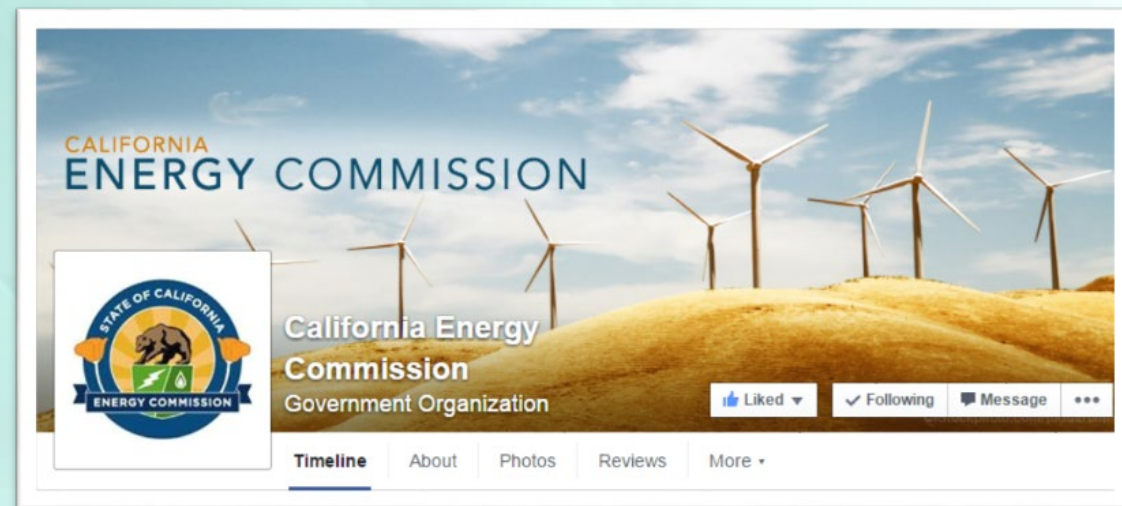 CALIFORNIA
ENERGY COMMISSION
STATE OF CALIFORNIA
ENERGY COMMISSION
California Energy
Commission
Government Organization
Liked
Following
Message
Timeline
About
Photos
Reviews
More